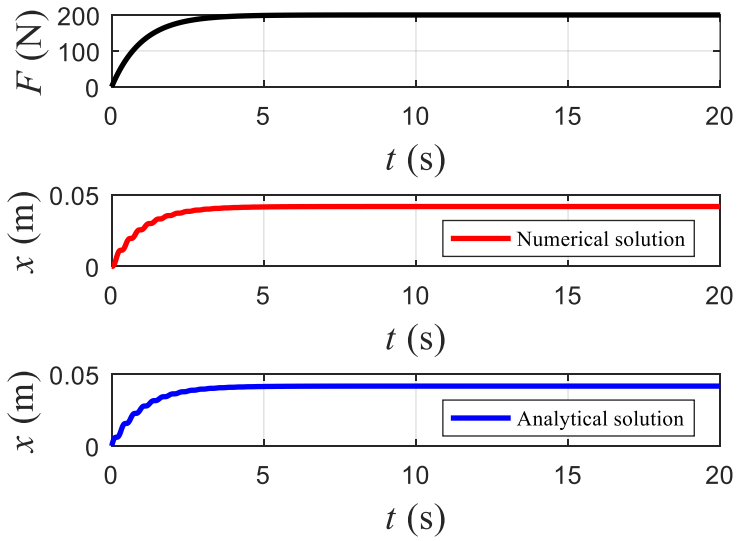 F (N)
200
100
0
0 5 10 15 20
t (s)
x (m)
0.05
0
Numerical solution
0 5 10 15 20
t (s)
x (m)
0.05
0
Analytical solution
0 5 10 15 20
t (s)